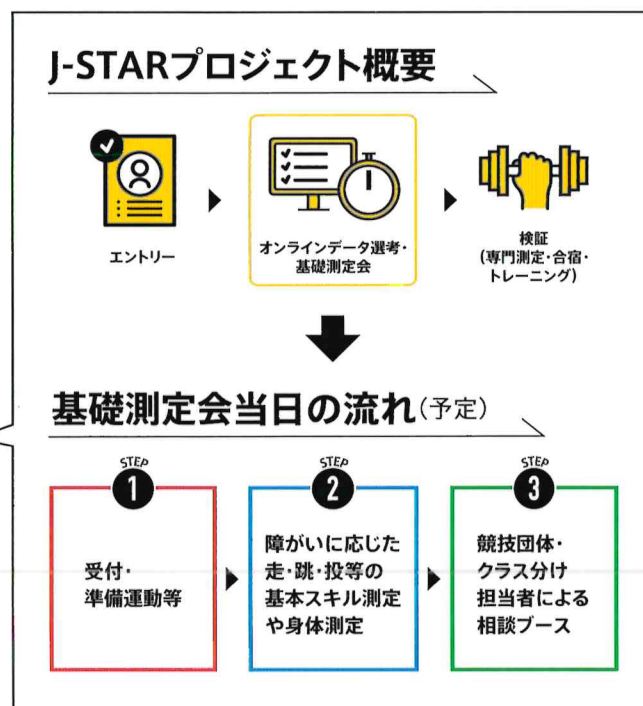 J-STARプロジェクト概要
エントリー
オンラインデータ選考・
基礎測定会
検証
(専門測定・合宿・
トレーニング)
基礎測定会当日の流れ(予定)
STEP
1
受付・
準備運動等
STEP
2
障がいに応じた
走・跳・投等の
基本スキル測定
や身体測定
STEP
3
競技団体・
クラス分け
担当者による
相談ブース